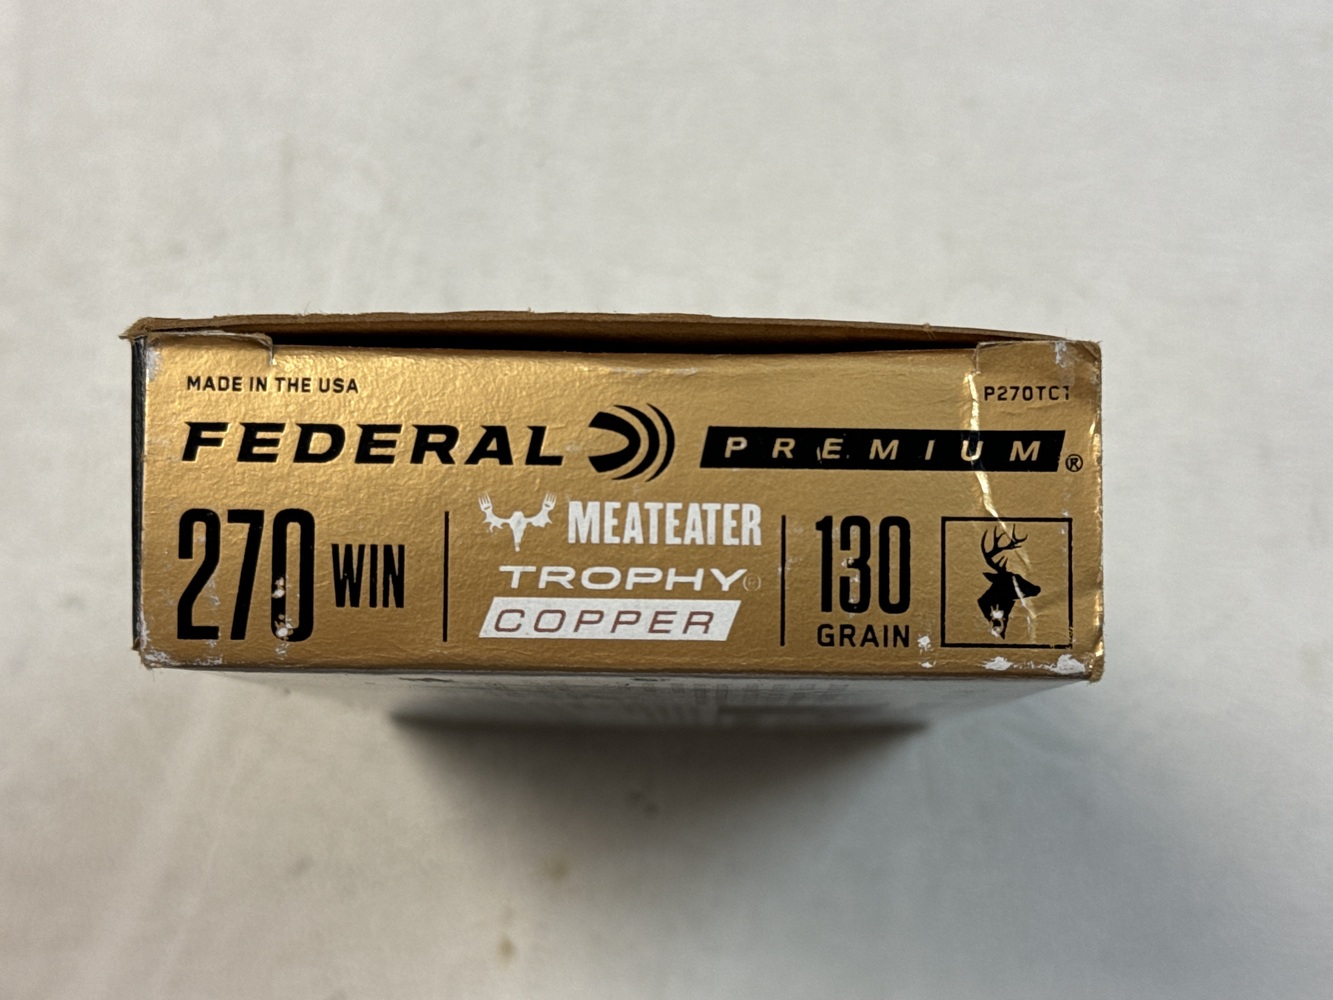 MADE IN THE USA
P270TC1
FEDERAL PREMIUM®
270 WIN
MEATEATER
TROPHY®
COPPER
130
GRAIN